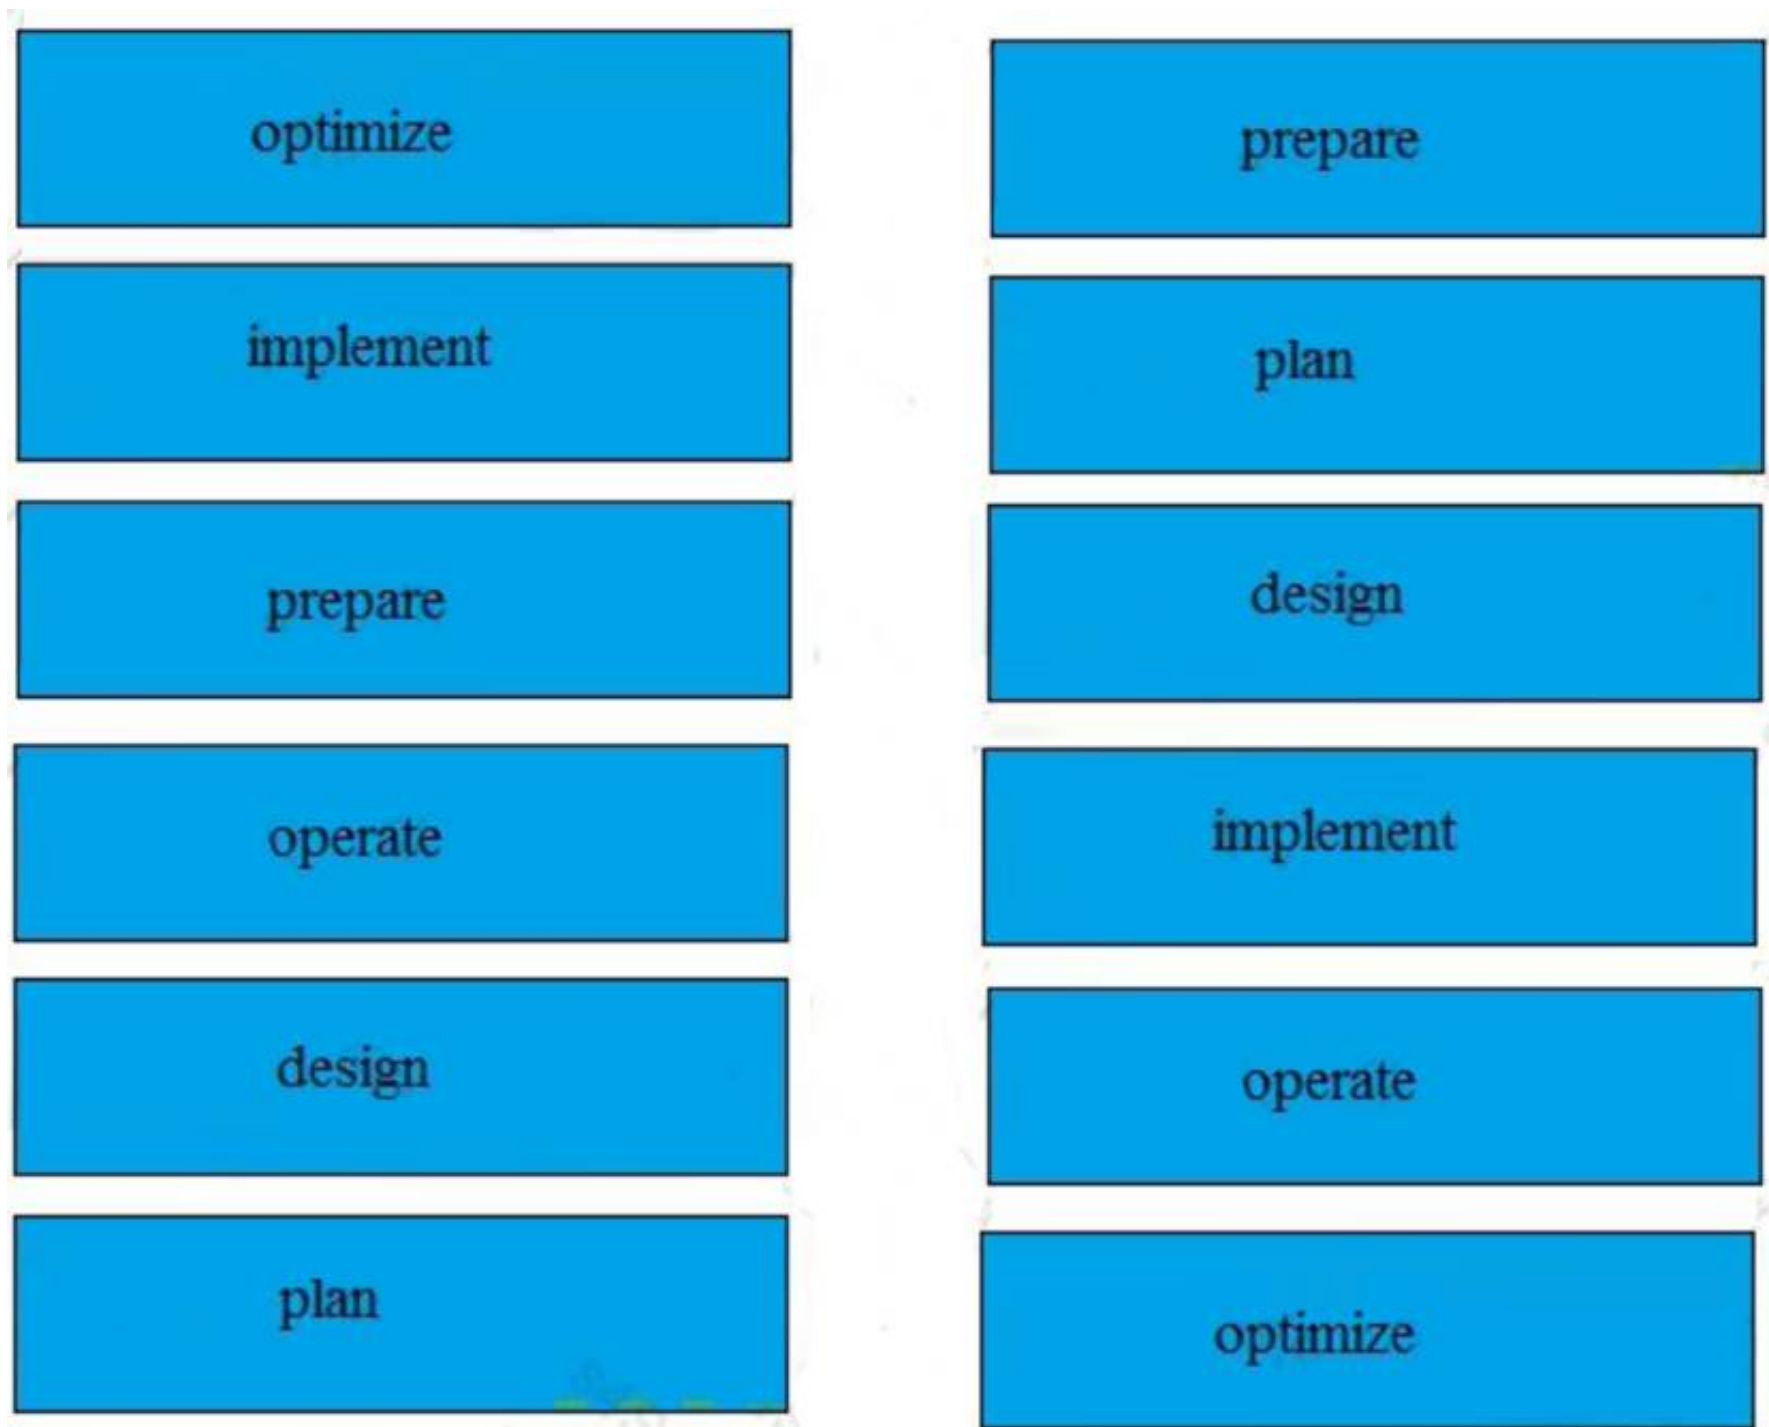 optimize
implement
prepare
operate
design
plan
prepare
plan
design
implement
operate
optimize